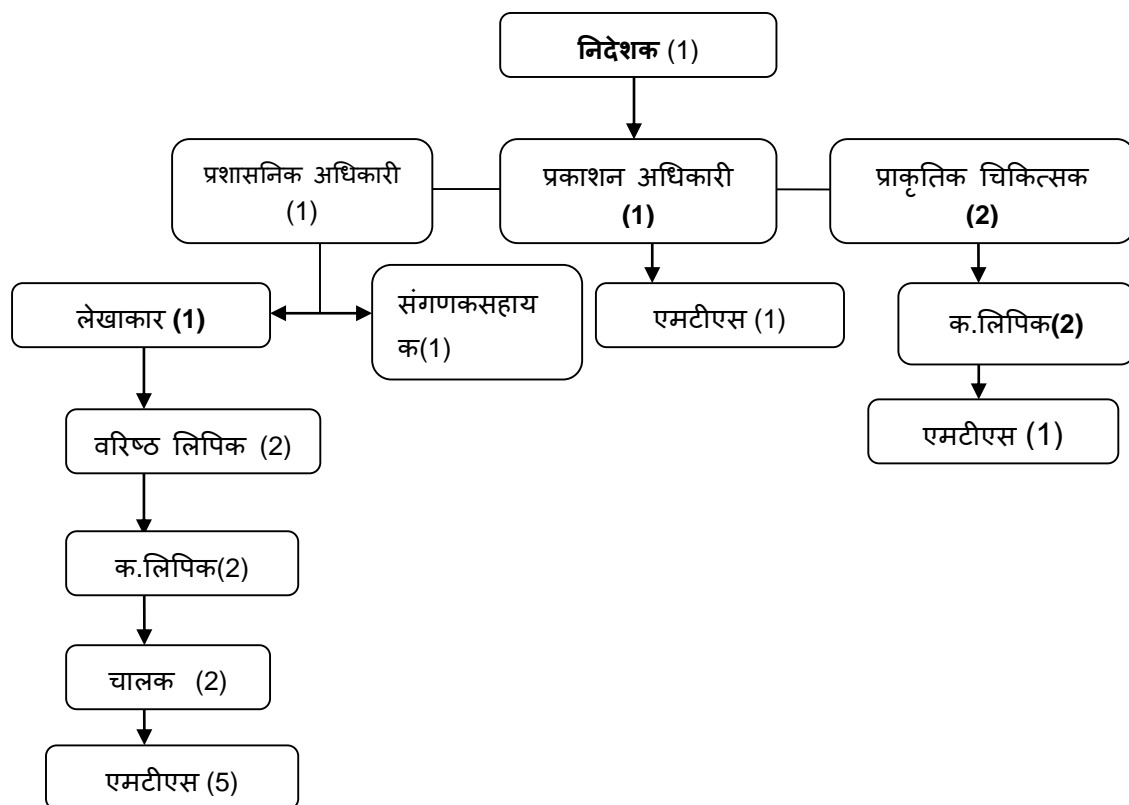 निदेशक (1)
प्रशासनिक अधिकारी
(1)
प्रकाशन अधिकारी
(1)
प्राकृतिक चिकित्सक
(2)
लेखाकार (1)
संगणकसहाय
क(1)
एमटीएस (1)
क.लिपिक(2)
वरिष्ठ लिपिक (2)
एमटीएस (1)
क.लिपिक(2)
चालक (2)
एमटीएस (5)